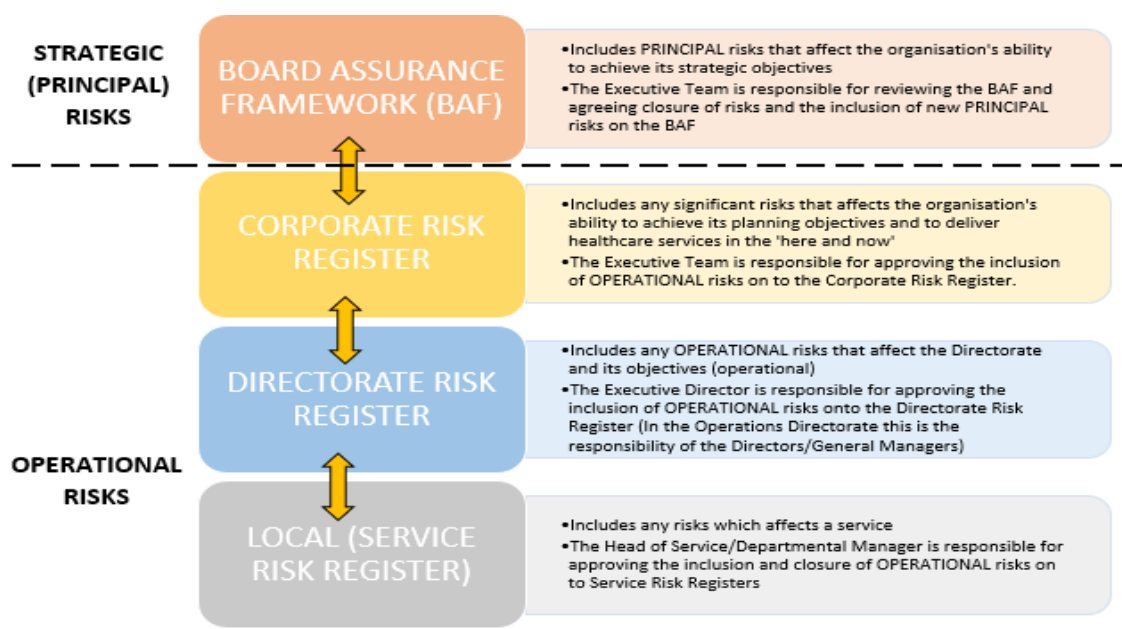 STRATEGIC
(PRINCIPAL)
RISKS
BOARD ASSURANCE
FRAMEWORK (BAF)
•Includes PRINCIPAL risks that affect the organisation's ability
to achieve its strategic objectives
•The Executive Team is responsible for reviewing the BAF and
agreeing closure of risks and the inclusion of new PRINCIPAL
risks on the BAF
CORPORATE RISK
REGISTER
•Includes any significant risks that affects the organisation's
ability to achieve its planning objectives and to deliver
healthcare services in the 'here and now'
•The Executive Team is responsible for approving the inclusion
of OPERATIONAL risks on to the Corporate Risk Register.
DIRECTORATE RISK
REGISTER
•Includes any OPERATIONAL risks that affect the Directorate
and its objectives (operational)
•The Executive Director is responsible for approving the
inclusion of OPERATIONAL risks onto the Directorate Risk
Register (In the Operations Directorate this is the
responsibility of the Directors/General Managers)
OPERATIONAL
RISKS
LOCAL (SERVICE
RISK REGISTER)
•Includes any risks which affects a service
•The Head of Service/Departmental Manager is responsible for
approving the inclusion and closure of OPERATIONAL risks on
to Service Risk Registers